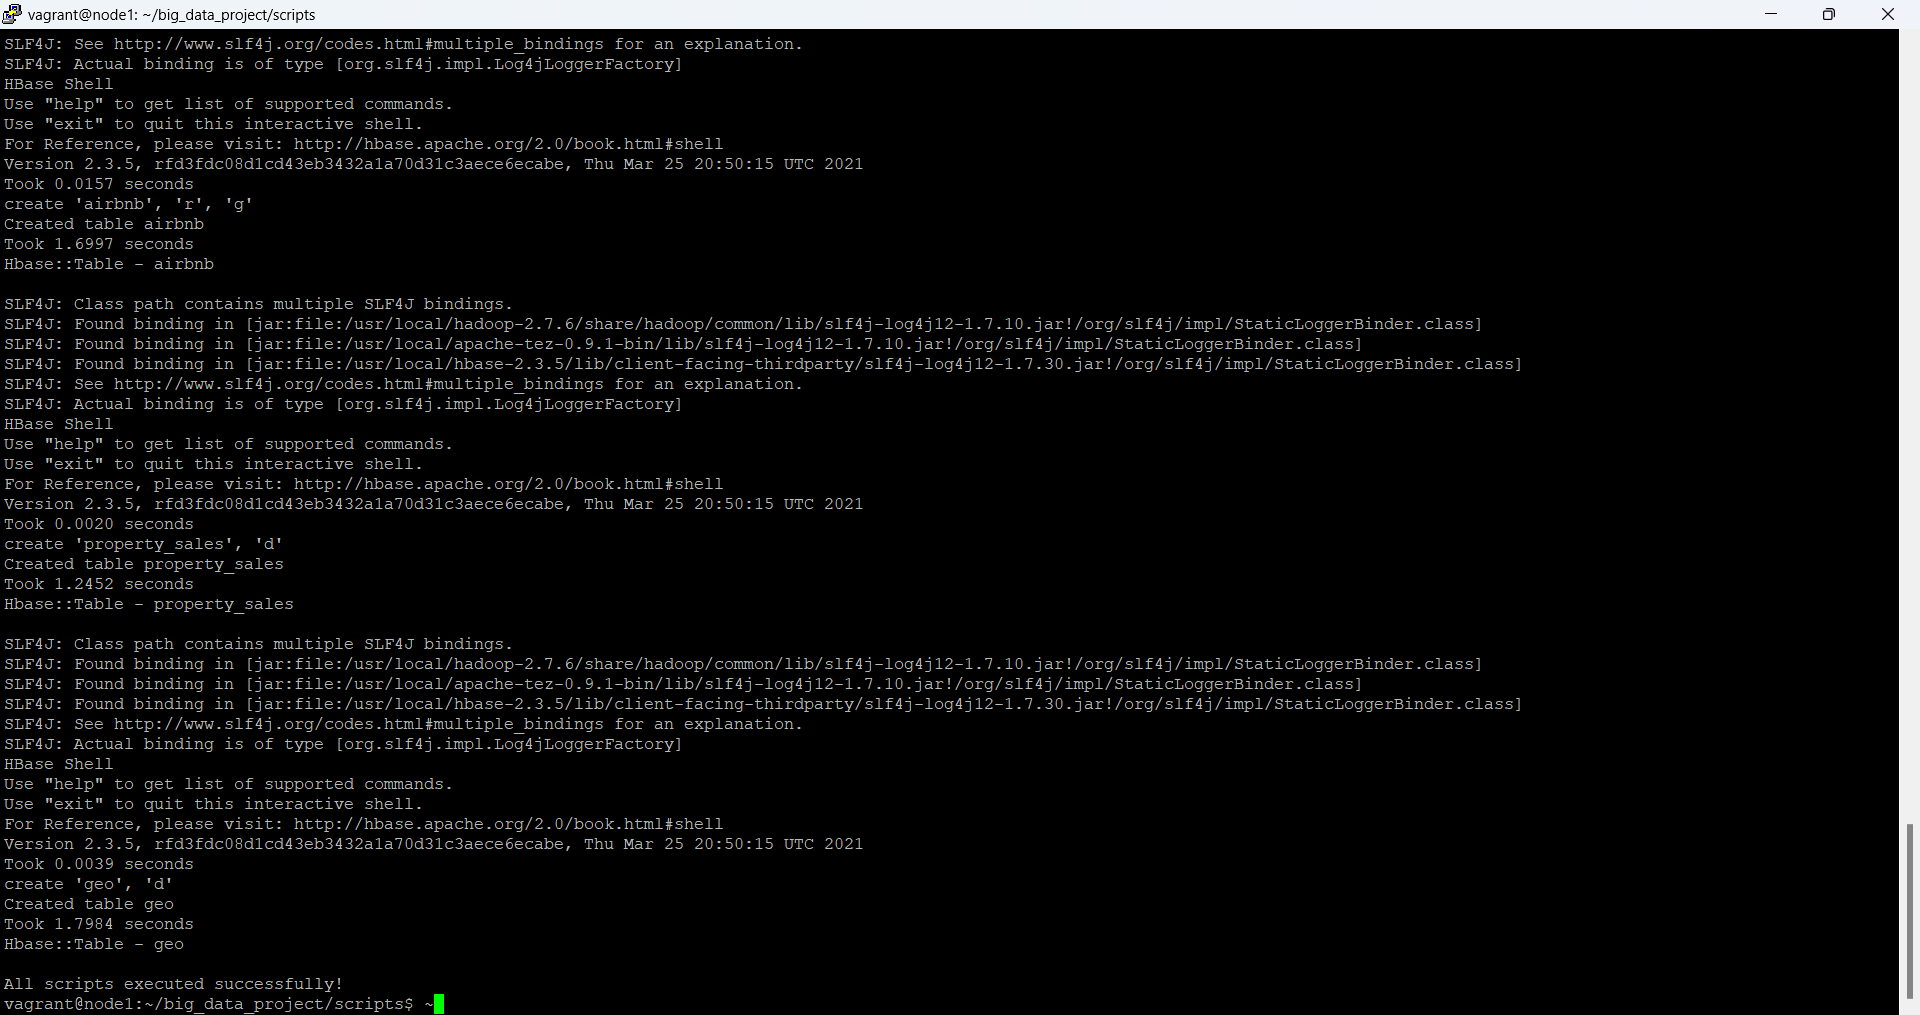 vagrant@node1: ~/big_data_project/scripts
SLF4J: See http://www.slf4j.org/codes.html#multiple_bindings for an explanation.
SLF4J: Actual binding is of type [org.slf4j.impl.Log4jLoggerFactory]
HBase Shell
Use "help" to get list of supported commands.
Use "exit" to quit this interactive shell.
For Reference, please visit: http://hbase.apache.org/2.0/book.html#shell
Version 2.3.5, rfd3fdc08d1cd43eb3432a1a70d31c3aece6ecabe, Thu Mar 25 20:50:15 UTC 2021
Took 0.0157 seconds
create 'airbnb', 'r', 'g'
Created table airbnb
Took 1.6997 seconds
Hbase::Table - airbnb

SLF4J: Class path contains multiple SLF4J bindings.
SLF4J: Found binding in [jar:file:/usr/local/hadoop-2.7.6/share/hadoop/common/lib/slf4j-log4j12-1.7.10.jar!/org/slf4j/impl/StaticLoggerBinder.class]
SLF4J: Found binding in [jar:file:/usr/local/apache-tez-0.9.1-bin/lib/slf4j-log4j12-1.7.10.jar!/org/slf4j/impl/StaticLoggerBinder.class]
SLF4J: Found binding in [jar:file:/usr/local/hbase-2.3.5/lib/client-facing-thirdparty/slf4j-log4j12-1.7.30.jar!/org/slf4j/impl/StaticLoggerBinder.class]
SLF4J: See http://www.slf4j.org/codes.html#multiple_bindings for an explanation.
SLF4J: Actual binding is of type [org.slf4j.impl.Log4jLoggerFactory]
HBase Shell
Use "help" to get list of supported commands.
Use "exit" to quit this interactive shell.
For Reference, please visit: http://hbase.apache.org/2.0/book.html#shell
Version 2.3.5, rfd3fdc08d1cd43eb3432a1a70d31c3aece6ecabe, Thu Mar 25 20:50:15 UTC 2021
Took 0.0020 seconds
create 'property_sales', 'd'
Created table property_sales
Took 1.2452 seconds
Hbase::Table - property_sales

SLF4J: Class path contains multiple SLF4J bindings.
SLF4J: Found binding in [jar:file:/usr/local/hadoop-2.7.6/share/hadoop/common/lib/slf4j-log4j12-1.7.10.jar!/org/slf4j/impl/StaticLoggerBinder.class]
SLF4J: Found binding in [jar:file:/usr/local/apache-tez-0.9.1-bin/lib/slf4j-log4j12-1.7.10.jar!/org/slf4j/impl/StaticLoggerBinder.class]
SLF4J: Found binding in [jar:file:/usr/local/hbase-2.3.5/lib/client-facing-thirdparty/slf4j-log4j12-1.7.30.jar!/org/slf4j/impl/StaticLoggerBinder.class]
SLF4J: See http://www.slf4j.org/codes.html#multiple_bindings for an explanation.
SLF4J: Actual binding is of type [org.slf4j.impl.Log4jLoggerFactory]
HBase Shell
Use "help" to get list of supported commands.
Use "exit" to quit this interactive shell.
For Reference, please visit: http://hbase.apache.org/2.0/book.html#shell
Version 2.3.5, rfd3fdc08d1cd43eb3432a1a70d31c3aece6ecabe, Thu Mar 25 20:50:15 UTC 2021
Took 0.0039 seconds
create 'geo', 'd'
Created table geo
Took 1.7984 seconds
Hbase::Table - geo

All scripts executed successfully!
vagrant@node1:~/big_data_project/scripts$ ~